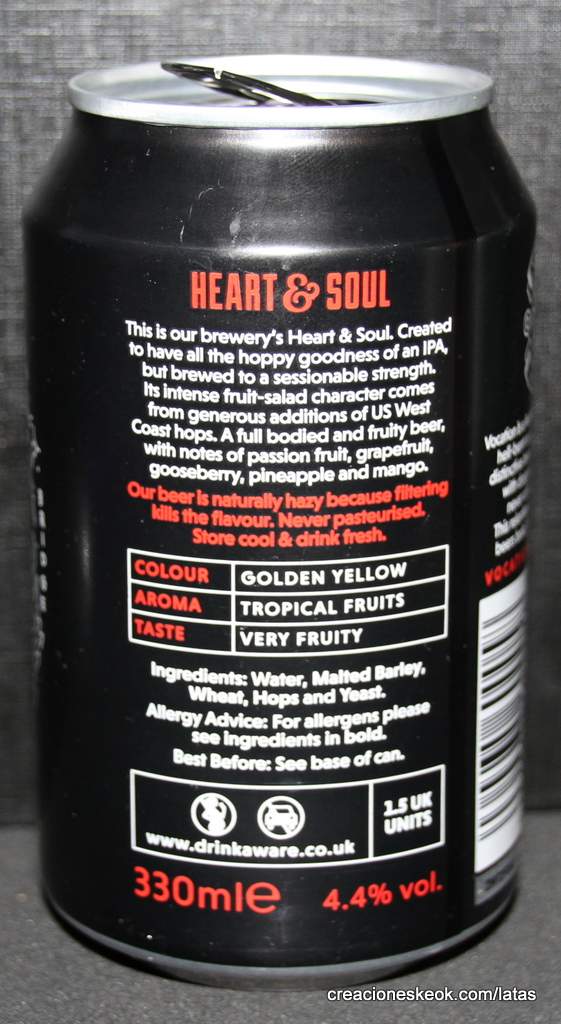 HEART & SOUL
This is our brewery's Heart & Soul. Created
to have all the hoppy goodness of an IPA,
but brewed to a sessionable strength.
Its intense fruit-salad character comes
from generous additions of US West
Coast hops. A full bodied and fruity beer,
with notes of passion fruit, grapefruit,
gooseberry, pineapple and mango.
Our beer is naturally hazy because filtering
kills the flavour. Never pasteurised.
Store cool & drink fresh.
COLOUR GOLDEN YELLOW
AROMA TROPICAL FRUITS
TASTE VERY FRUITY
Ingredients: Water, Malted Barley,
Wheat, Hops and Yeast.
Allergy Advice: For allergens please
see ingredients in bold.
Best Before: See base of can.
www.drinkaware.co.uk
1.5 UK
UNITS
330ml℮ 4.4% vol.
creacioneskeok.com/latas